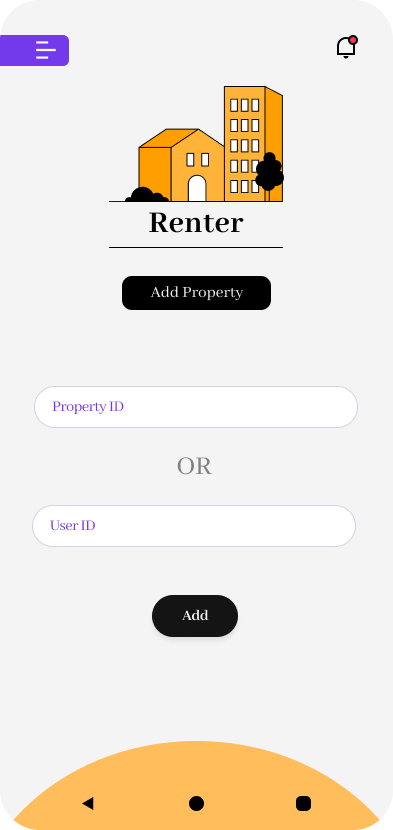 Renter
Add Property
Property ID
OR
User ID
Add